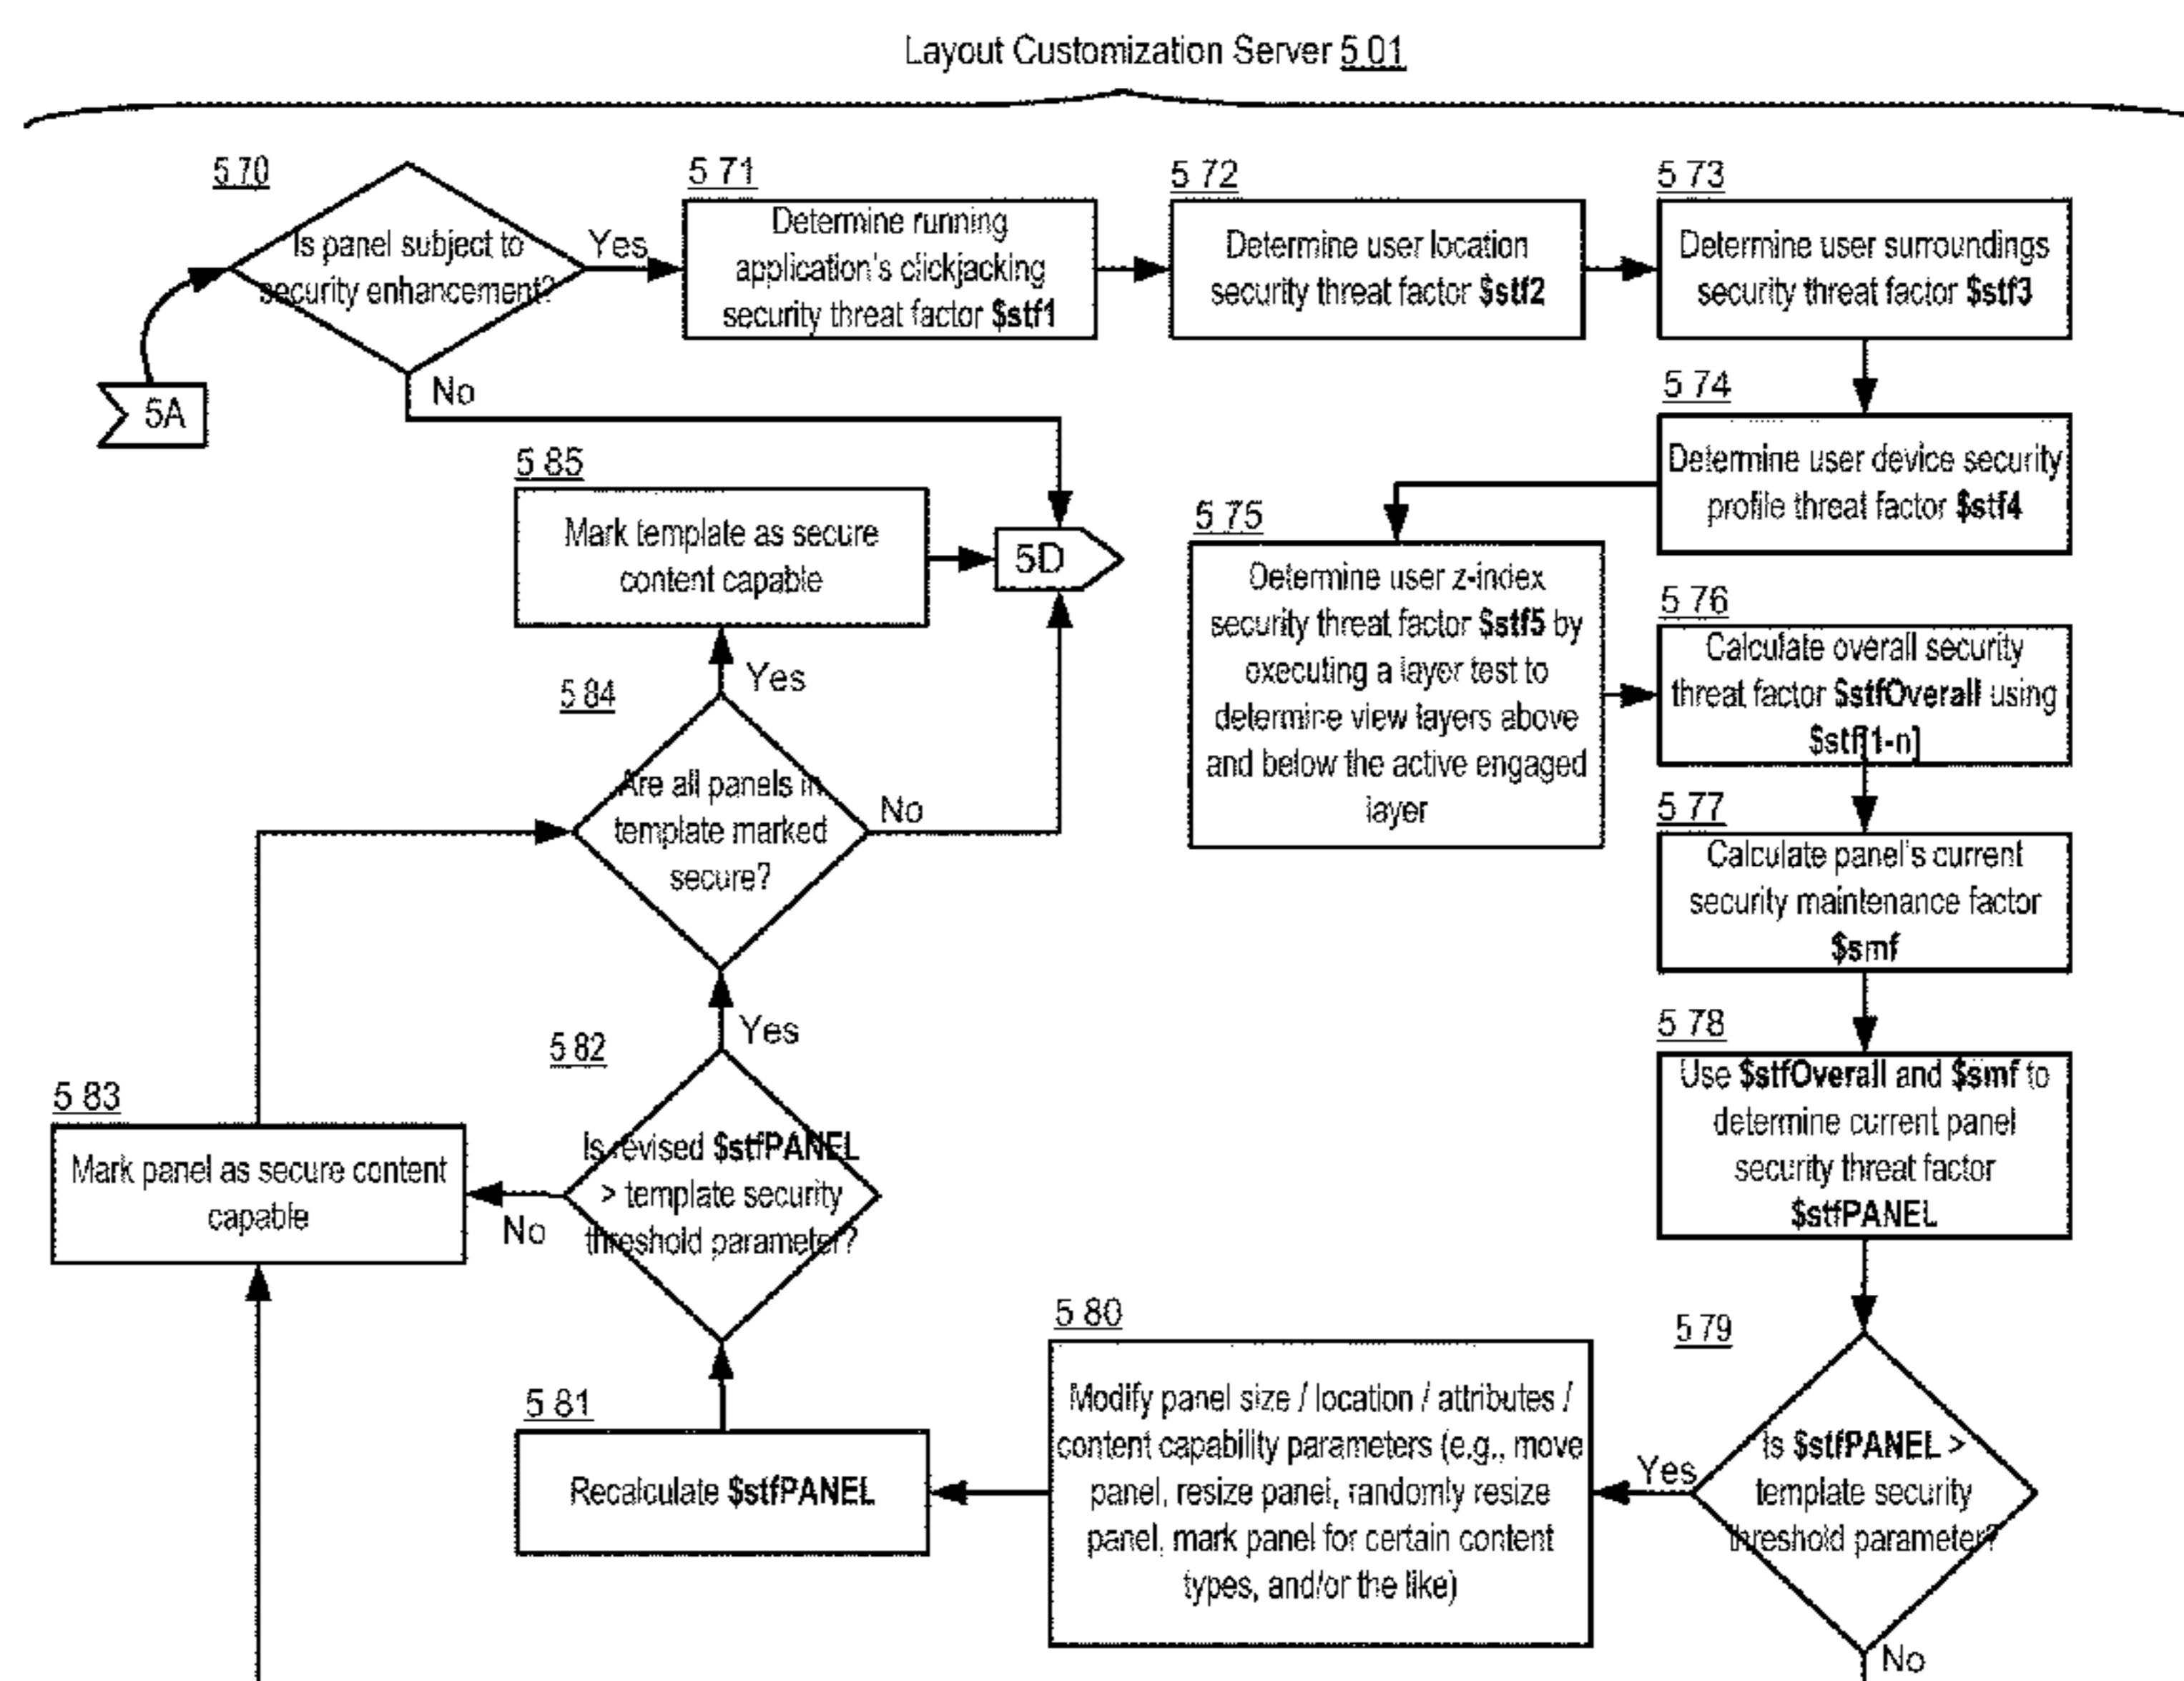 Layout Customization Server 5 01
5 70
Is panel subject to
security enhancement?
Yes
No
5A
5 71
Determine running
application's clickjacking
security threat factor $stf1
5 72
Determine user location
security threat factor $stf2
5 73
Determine user surroundings
security threat factor $stf3
5 74
Determine user device security
profile threat factor $stf4
5 75
Determine user z-index
security threat factor $stf5 by
executing a layer test to
determine view layers above
and below the active engaged
layer
5 76
Calculate overall security
threat factor $stfOverall using
$stf[1-n]
5 77
Calculate panel's current
security maintenance factor
$smf
5 78
Use $stfOverall and $smf to
determine current panel
security threat factor
$stfPANEL
5 79
Is $stfPANEL >
template security
threshold parameter?
Yes
No
5 80
Modify panel size / location / attributes /
content capability parameters (e.g., move
panel, resize panel, randomly resize
panel, mark panel for certain content
types, and/or the like)
5 81
Recalculate $stfPANEL
5 82
Is revised $stfPANEL
> template security
threshold parameter?
Yes
No
5 83
Mark panel as secure content
capable
5 84
Are all panels in
template marked
secure?
Yes
No
5 85
Mark template as secure
content capable
5D